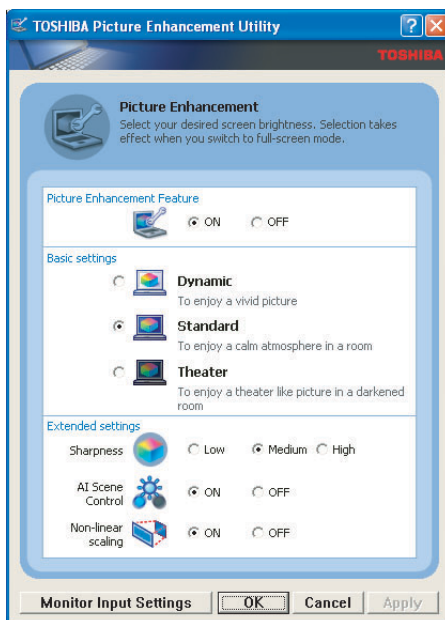 TOSHIBA Picture Enhancement Utility
TOSHIBA
Picture Enhancement
Select your desired screen brightness. Selection takes
effect when you switch to full-screen mode.
Picture Enhancement Feature
ON OFF
Basic settings
Dynamic
To enjoy a vivid picture
Standard
To enjoy a calm atmosphere in a room
Theater
To enjoy a theater like picture in a darkened
room
Extended settings
Sharpness Low Medium High
AI Scene
Control ON OFF
Non-linear
scaling ON OFF
Monitor Input Settings OK Cancel Apply